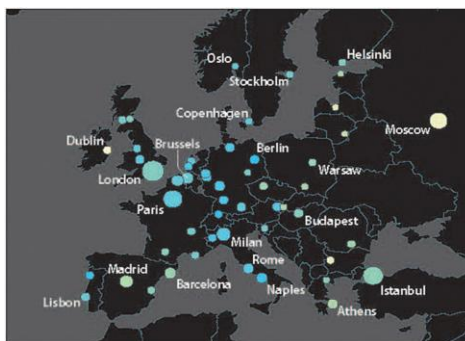 Oslo
Helsinki
Stockholm
Copenhagen
Moscow
Dublin
Brussels
Berlin
London
Warsaw
Paris
Budapest
Milan
Madrid
Rome
Lisbon
Barcelona
Naples
Istanbul
Athens